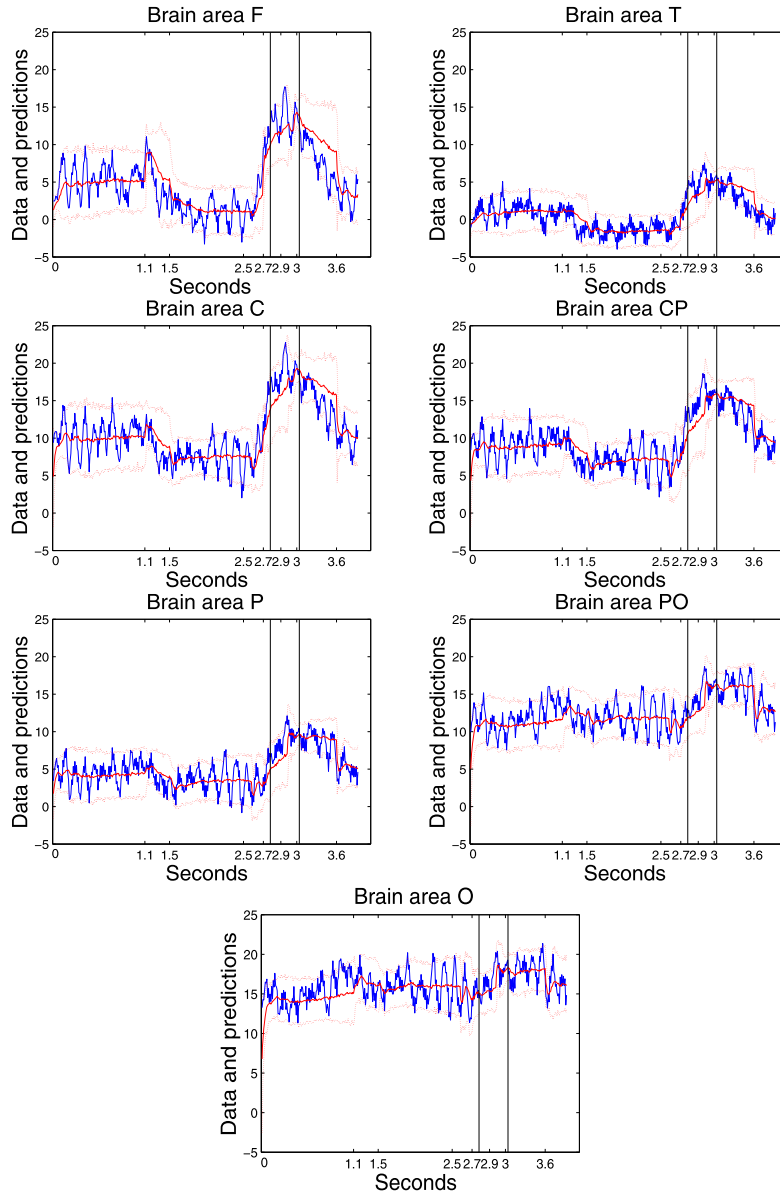 Brain area F
Data and predictions
25
20
15
10
5
0
−5
0 1.1 1.5 2.5 2.7 2.9 3 3.6
Seconds
Brain area T
Data and predictions
25
20
15
10
5
0
−5
0 1.1 1.5 2.5 2.7 2.9 3 3.6
Seconds
Brain area C
Data and predictions
25
20
15
10
5
0
−5
0 1.1 1.5 2.5 2.7 2.9 3 3.6
Seconds
Brain area CP
Data and predictions
25
20
15
10
5
0
−5
0 1.1 1.5 2.5 2.7 2.9 3 3.6
Seconds
Brain area P
Data and predictions
25
20
15
10
5
0
−5
0 1.1 1.5 2.5 2.7 2.9 3 3.6
Seconds
Brain area PO
Data and predictions
25
20
15
10
5
0
−5
0 1.1 1.5 2.5 2.7 2.9 3 3.6
Seconds
Brain area O
Data and predictions
25
20
15
10
5
0
−5
0 1.1 1.5 2.5 2.7 2.9 3 3.6
Seconds